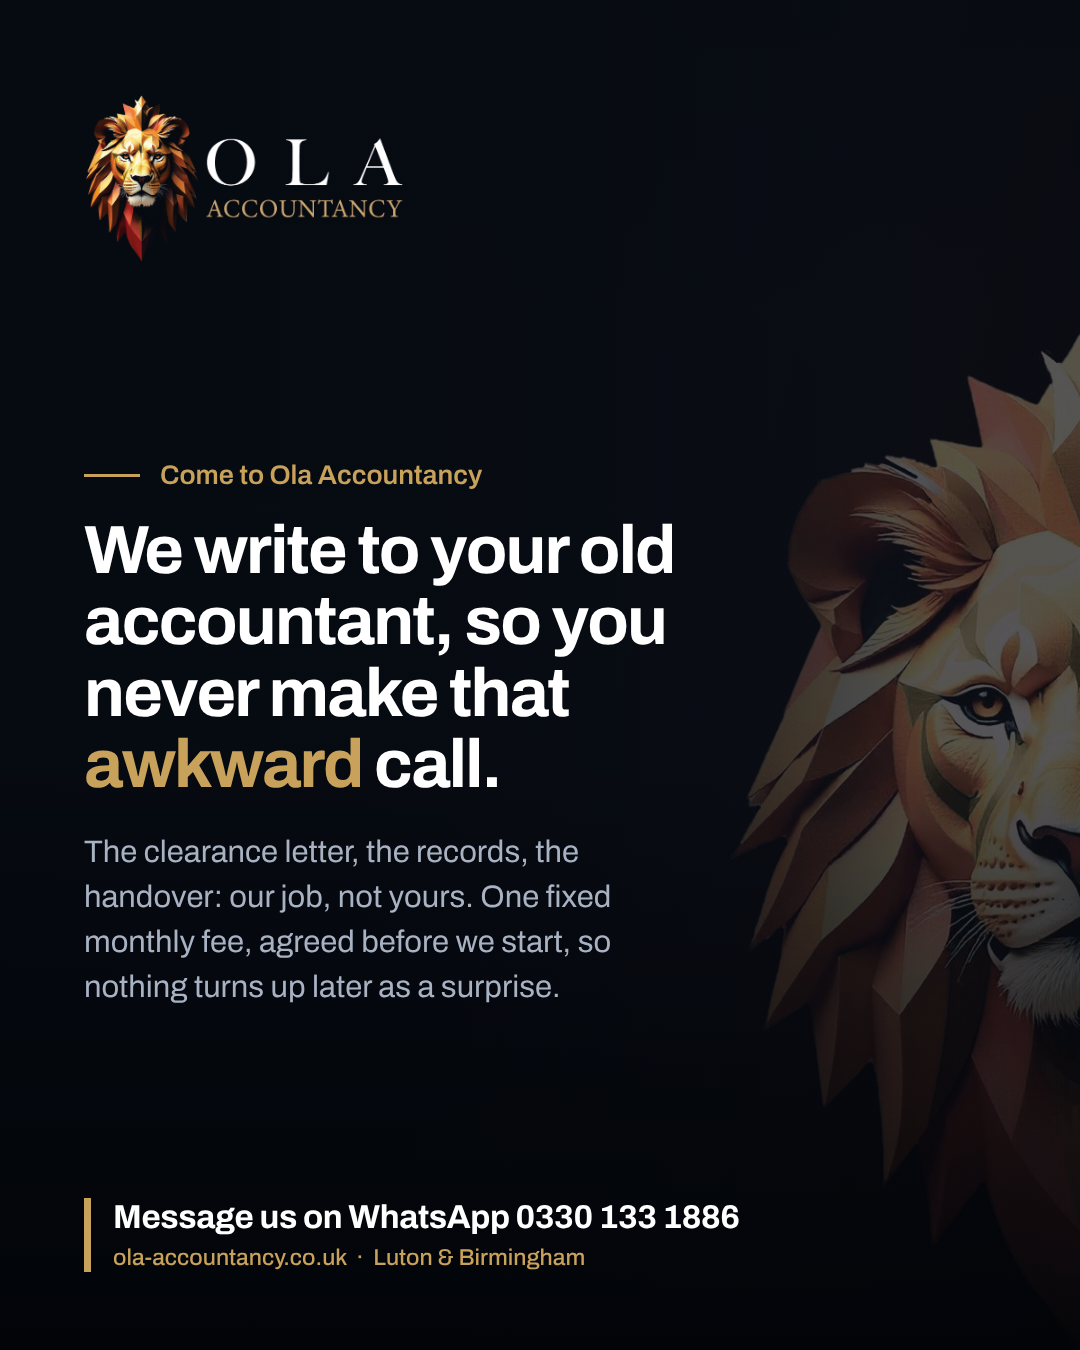 OLA
ACCOUNTANCY
Come to Ola Accountancy
We write to your old
accountant, so you
never make that
awkward call.
The clearance letter, the records, the
handover: our job, not yours. One fixed
monthly fee, agreed before we start, so
nothing turns up later as a surprise.
Message us on WhatsApp 0330 133 1886
ola-accountancy.co.uk · Luton & Birmingham